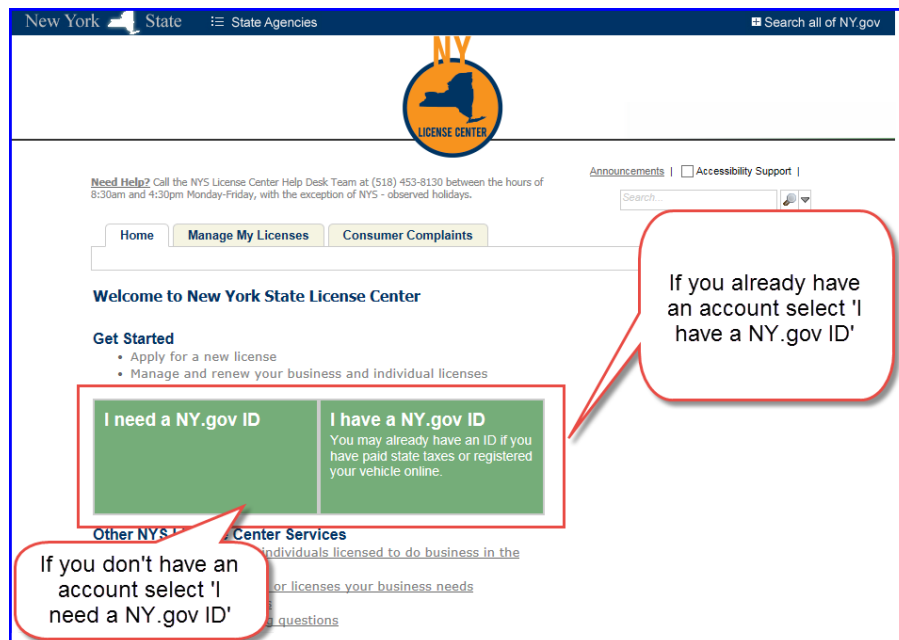 New York State
State Agencies
Search all of NY.gov
NY
LICENSE CENTER
Need Help? Call the NYS License Center Help Desk Team at (518) 453-8130 between the hours of
8:30am and 4:30pm Monday-Friday, with the exception of NYS - observed holidays.
Announcements | Accessibility Support |
Search...
Home
Manage My Licenses
Consumer Complaints
Welcome to New York State License Center
Get Started
Apply for a new license
Manage and renew your business and individual licenses
If you already have
an account select 'I
have a NY.gov ID'
I need a NY.gov ID
I have a NY.gov ID
You may already have an ID if you
have paid state taxes or registered
your vehicle online.
Other NYS Center Services
individuals licensed to do business in the
or licenses your business needs
questions
If you don't have an
account select 'I
need a NY.gov ID'